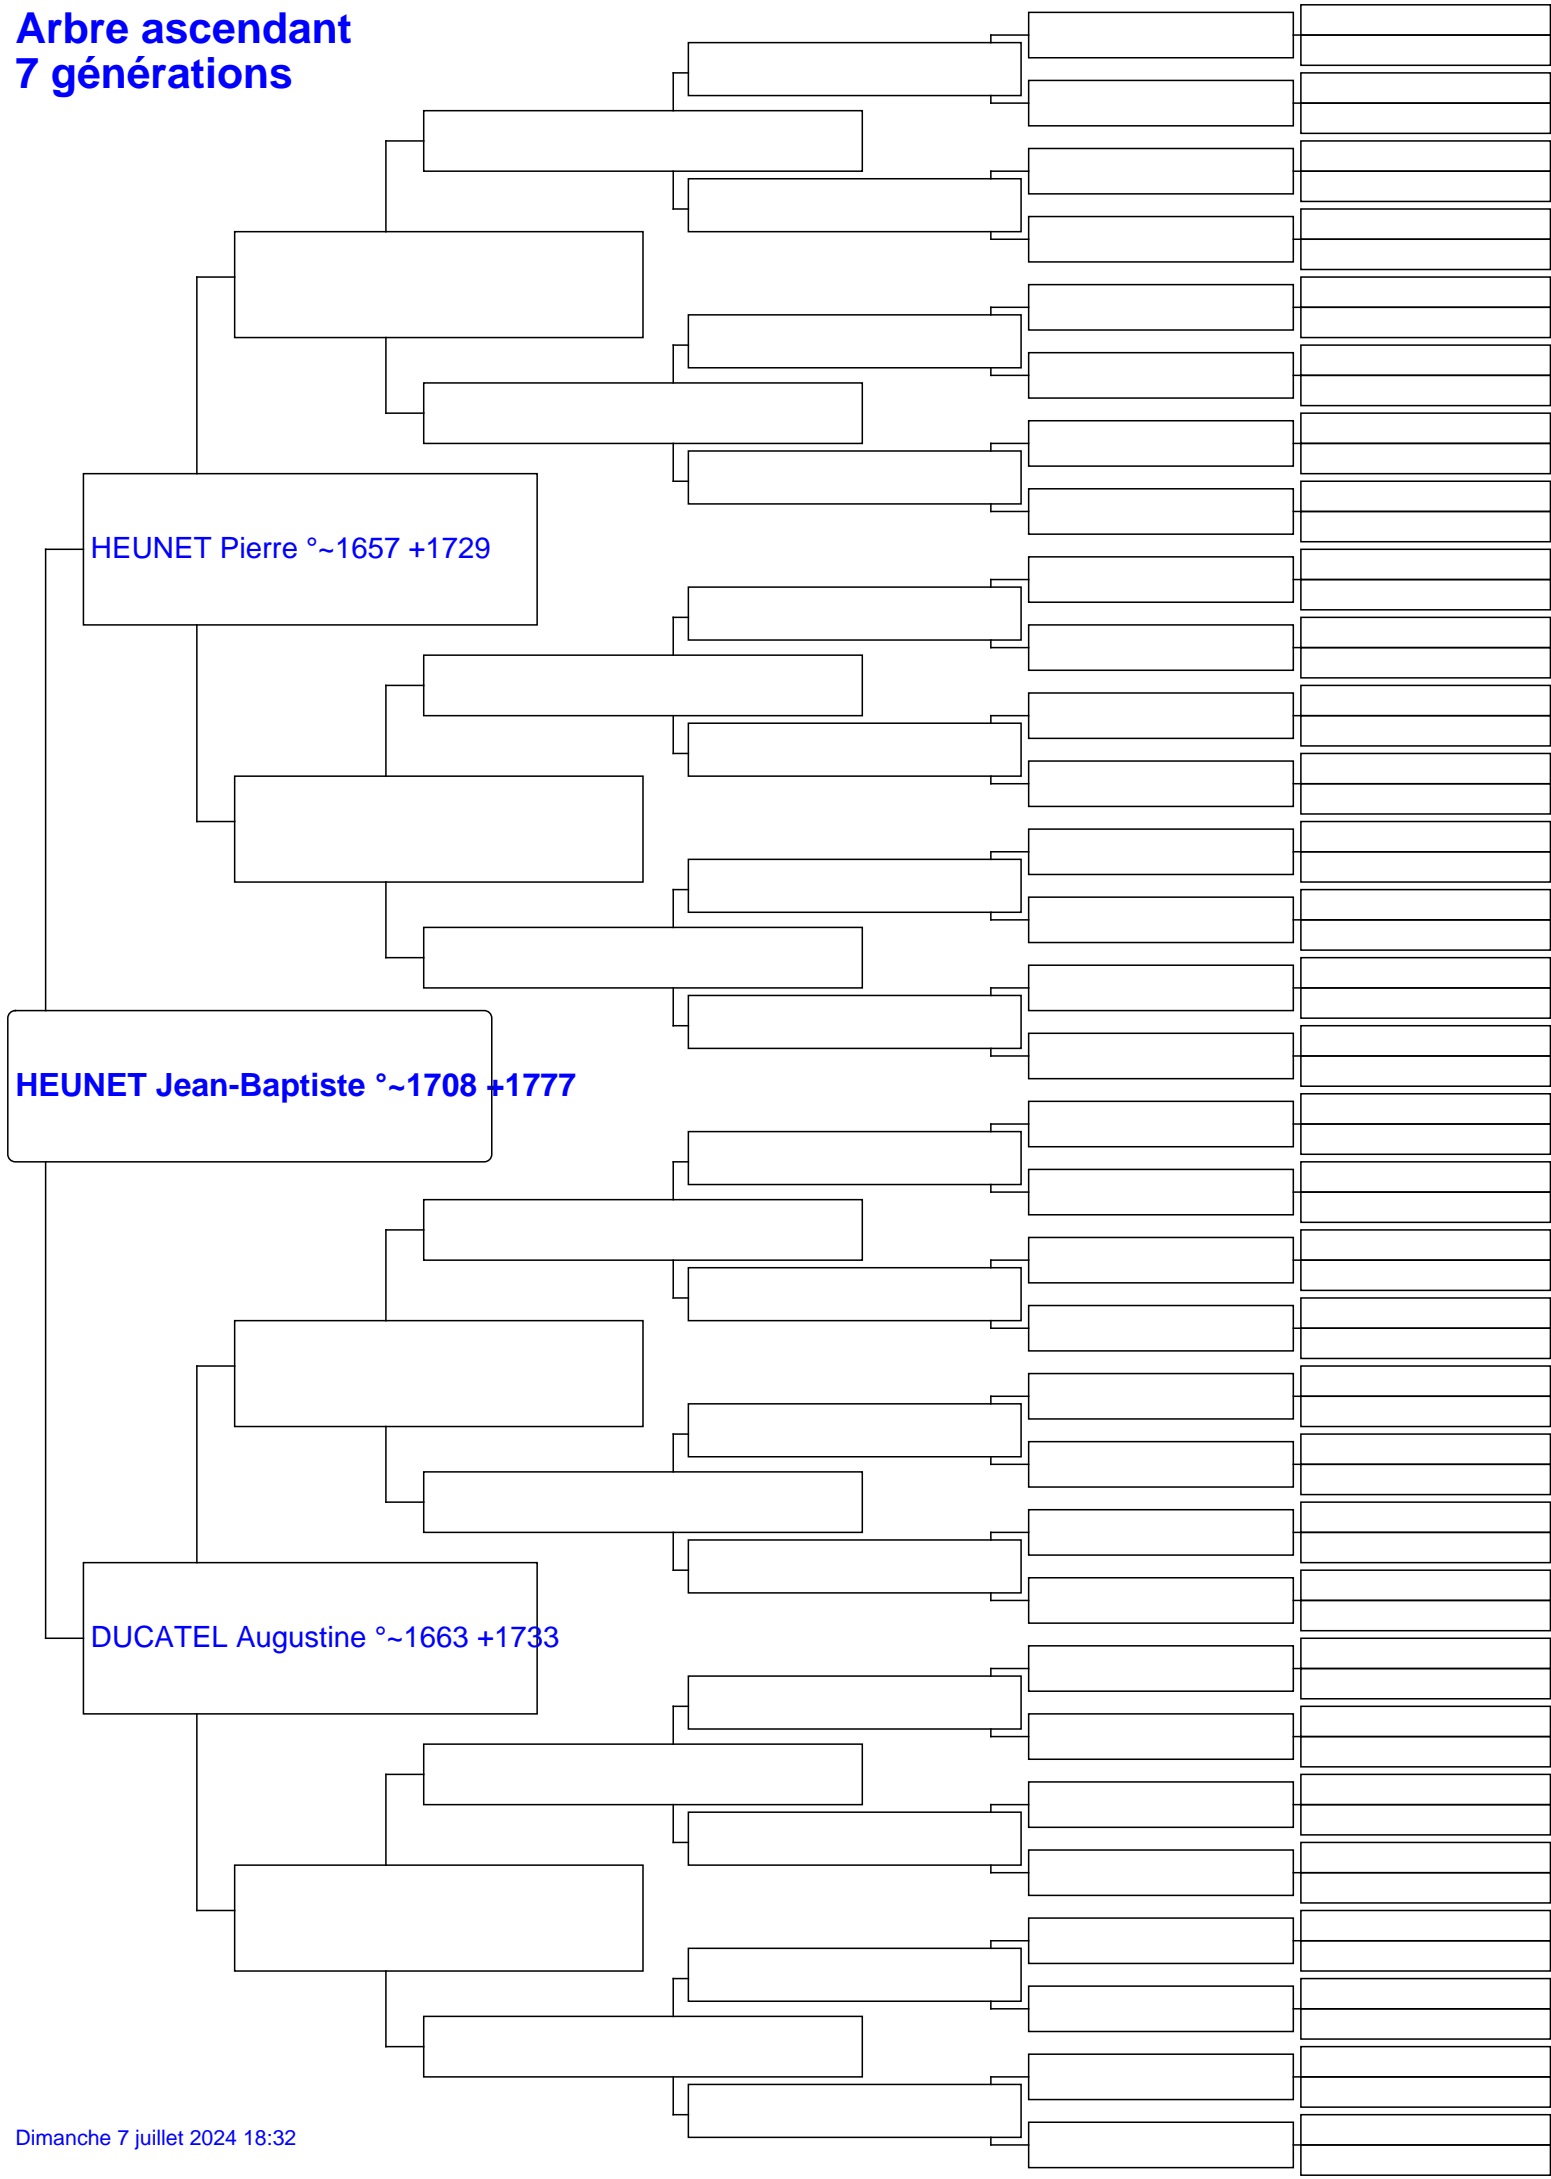 Arbre ascendant
7 générations
HEUNET Pierre °~1657 +1729
HEUNET Jean-Baptiste °~1708 +1777
DUCATEL Augustine °~1663 +1733
Dimanche 7 juillet 2024 18:32